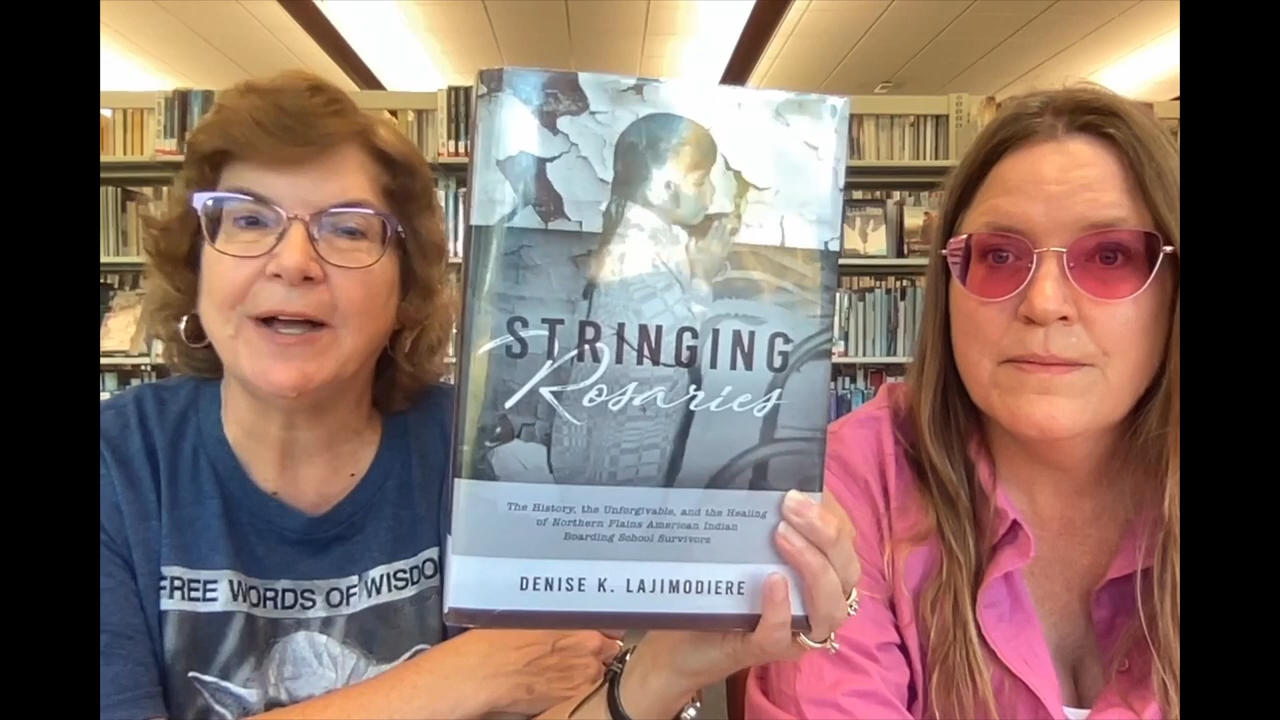 STRINGING
Rosaries
The History, the Unforgivable, and the Healing
of Northern Plains American Indian
Boarding School Survivors
DENISE K. LAJIMODIERE
FREE WORDS OF WISDO